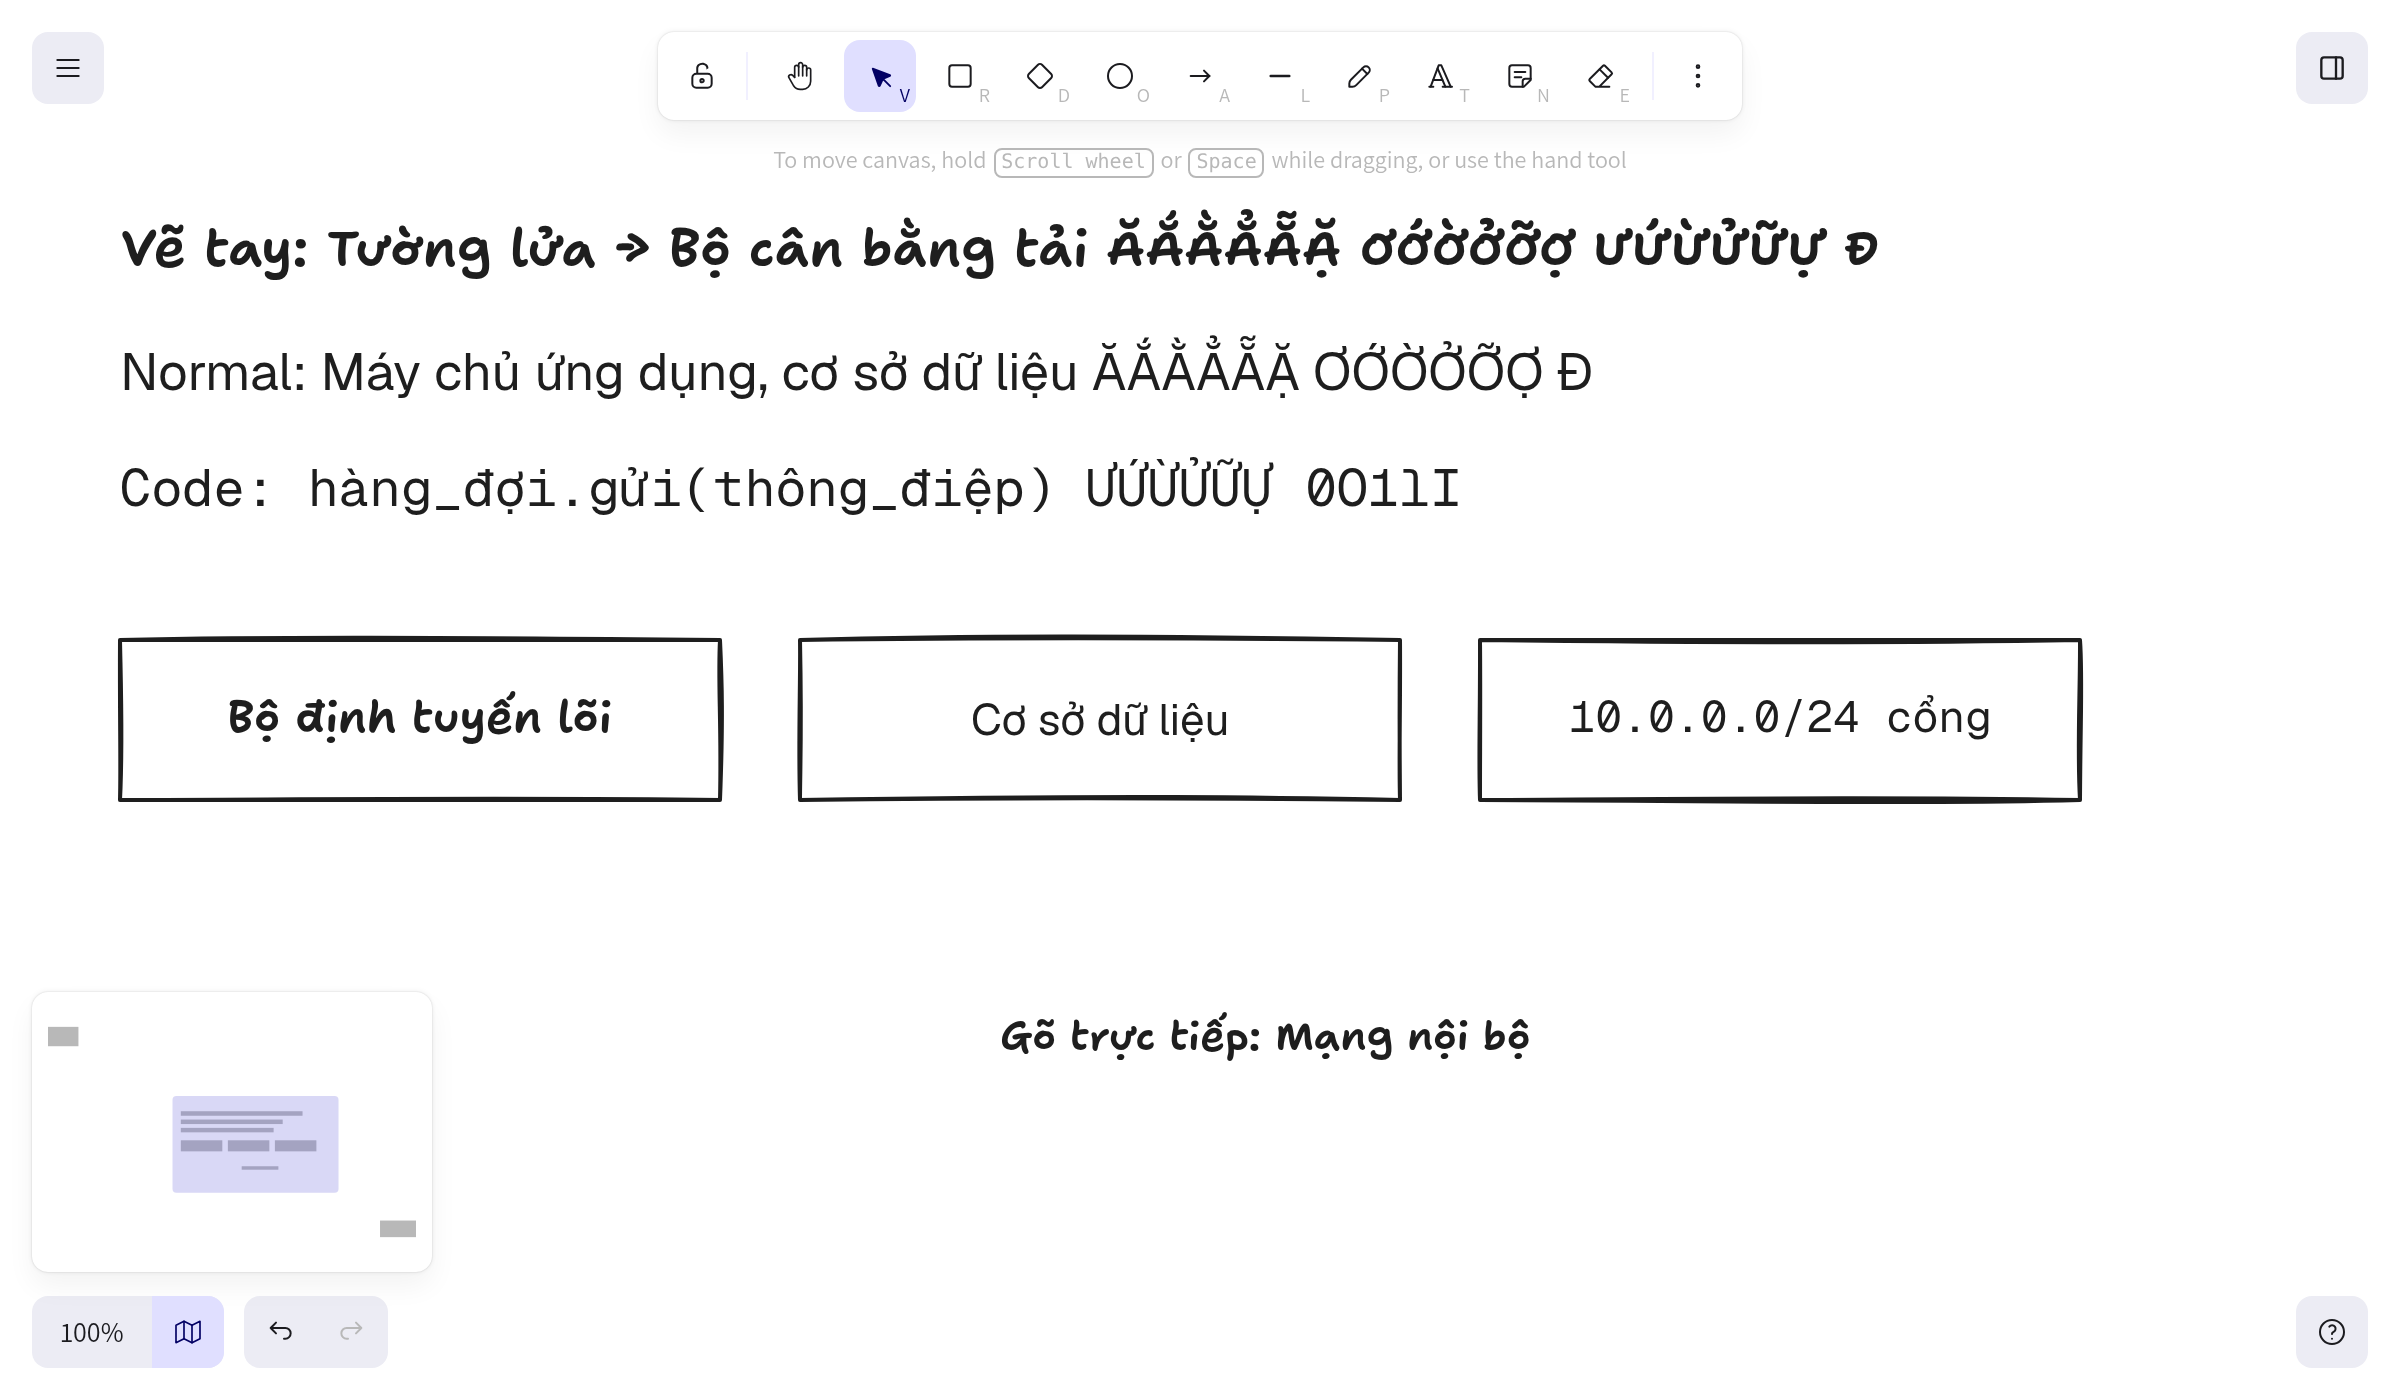 V
R
D
O
A
L
P
T
N
E
To move canvas, hold Scroll wheel or Space while dragging, or use the hand tool
Vẽ tay: Tường lửa -> Bộ cân bằng tải ĂẮẰẲẴẶ ơớờởỡợ ưứừửữự Đ
Normal: Máy chủ ứng dụng, cơ sở dữ liệu ĂẮẰẲẴẶ ƠỚỜỞỠỢ Đ
Code: hàng_đợi.gửi(thông_điệp) ƯỨỪỬỮỰ 0O1lI
Bộ định tuyến lõi
Cơ sở dữ liệu
10.0.0.0/24 cổng
Gõ trực tiếp: Mạng nội bộ
100%